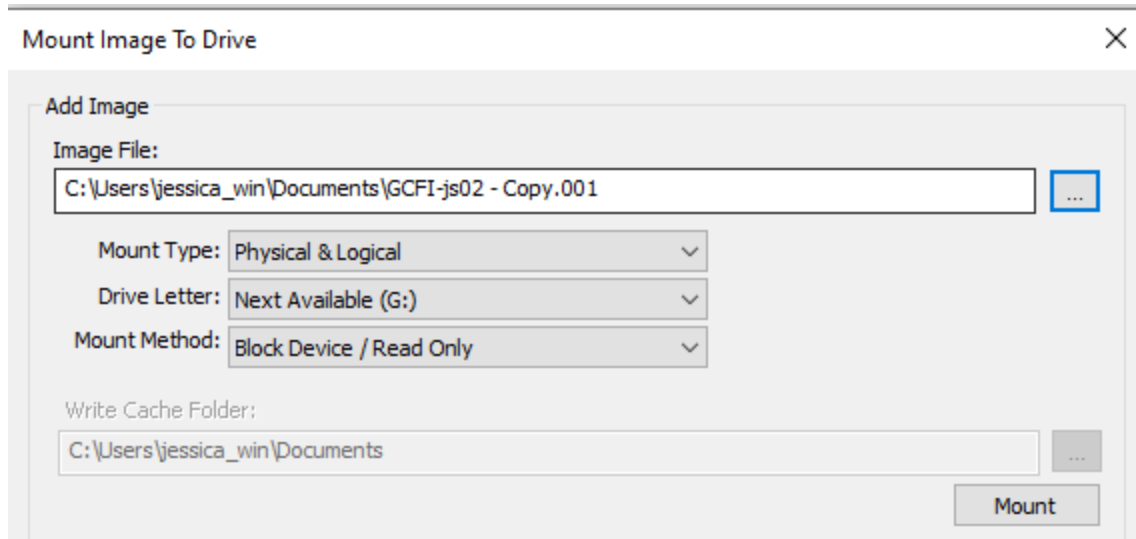 Mount Image To Drive
Add Image
Image File:
C:\Users\jessica_win\Documents\GCFI-js02 - Copy.001
...
Mount Type: Physical & Logical
Drive Letter: Next Available (G:)
Mount Method: Block Device / Read Only
Write Cache Folder:
C:\Users\jessica_win\Documents
...
Mount